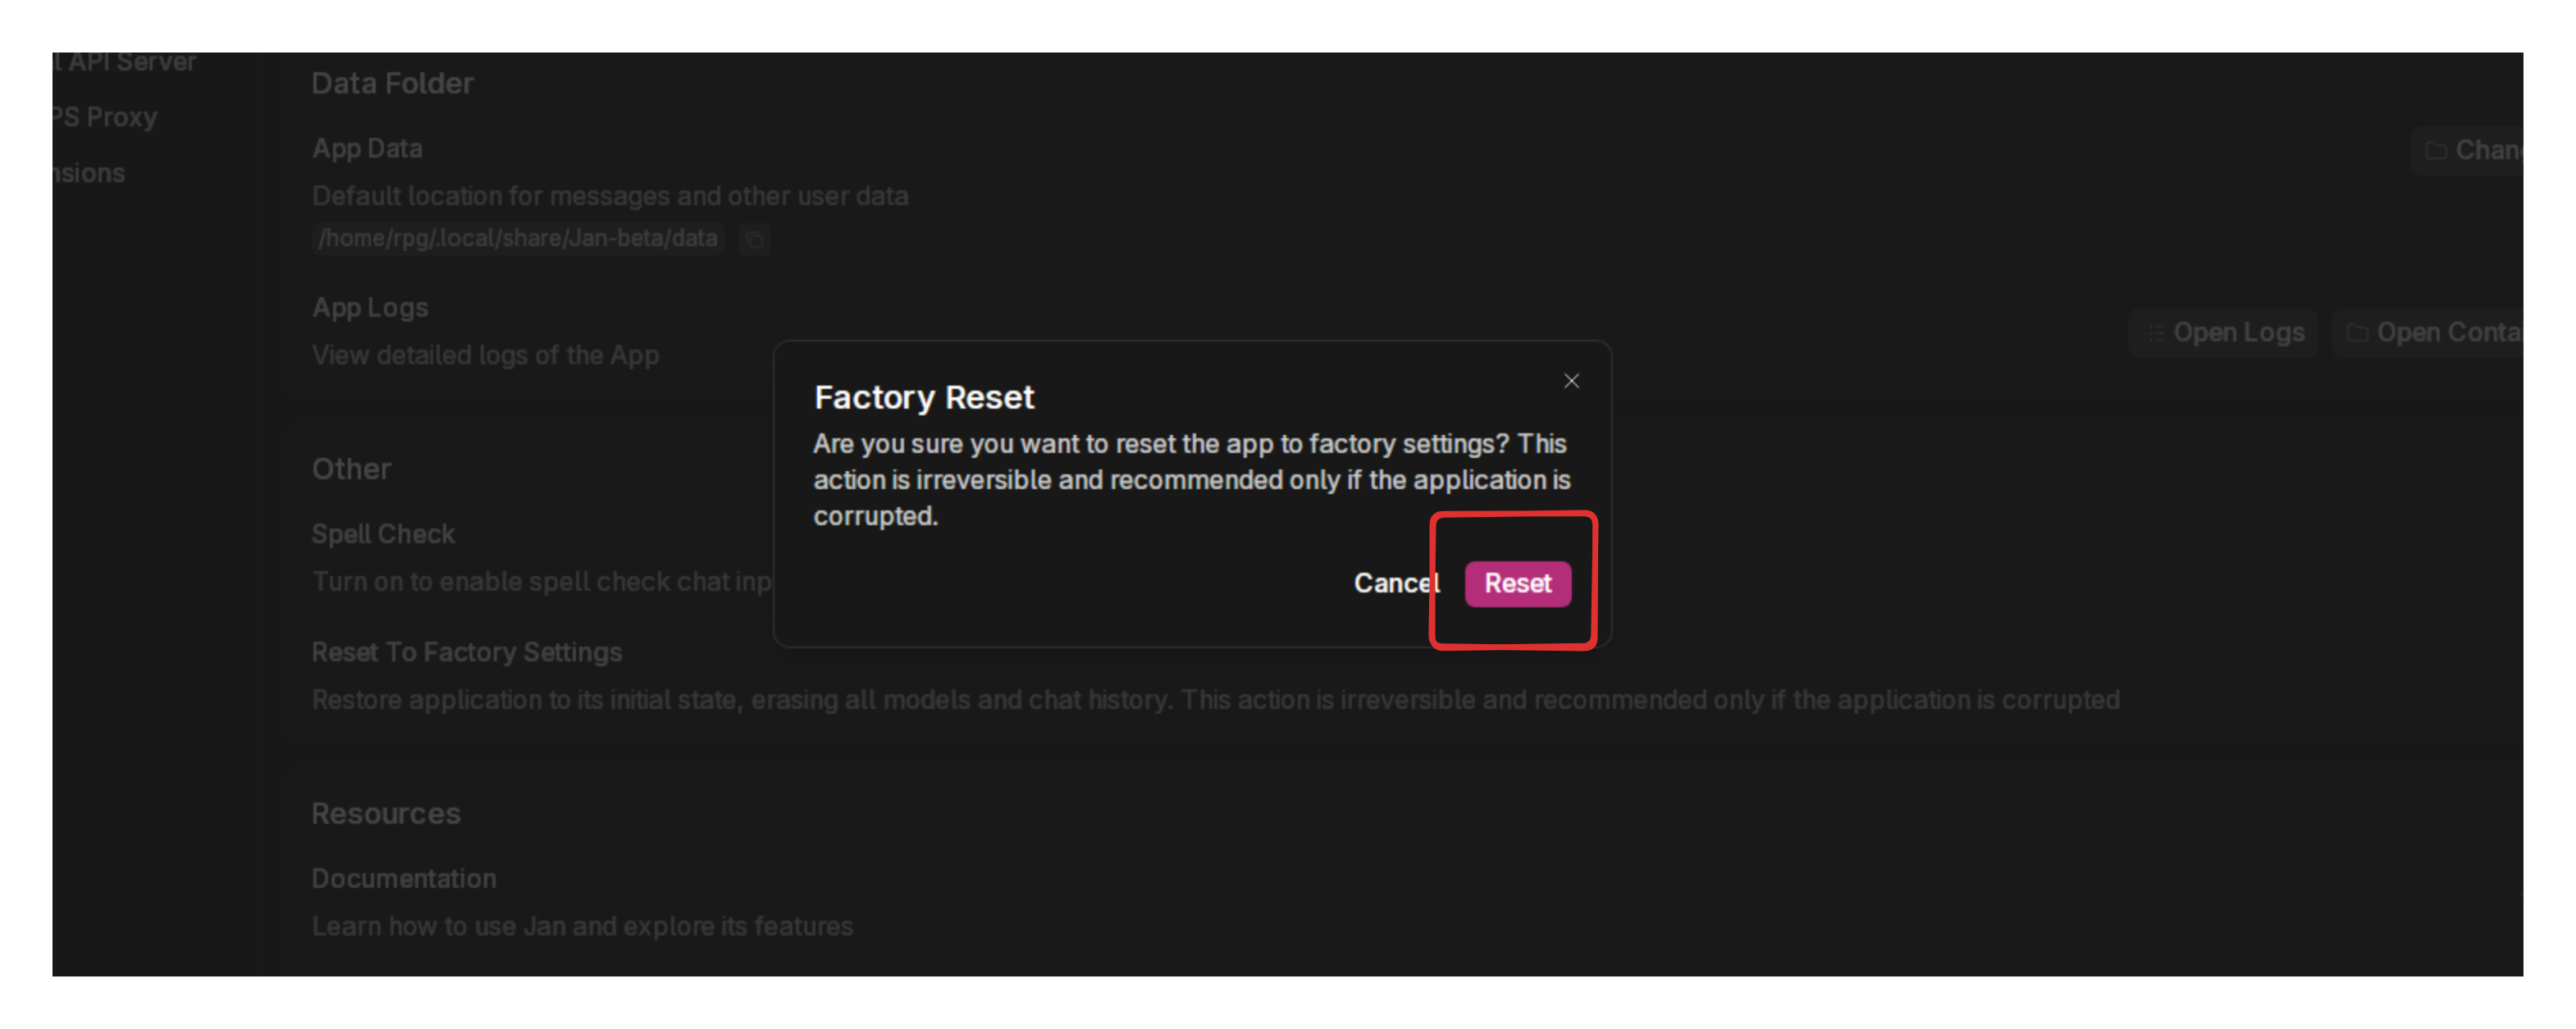 l API Server
PS Proxy
nsions
Data Folder
App Data
Default location for messages and other user data
/home/rpg/.local/share/Jan-beta/data
Chan
App Logs
View detailed logs of the App
Open Logs
Open Conta
Factory Reset
Are you sure you want to reset the app to factory settings? This
action is irreversible and recommended only if the application is
corrupted.
Cancel
Reset
Other
Spell Check
Turn on to enable spell check chat inp
Reset To Factory Settings
Restore application to its initial state, erasing all models and chat history. This action is irreversible and recommended only if the application is corrupted
Resources
Documentation
Learn how to use Jan and explore its features